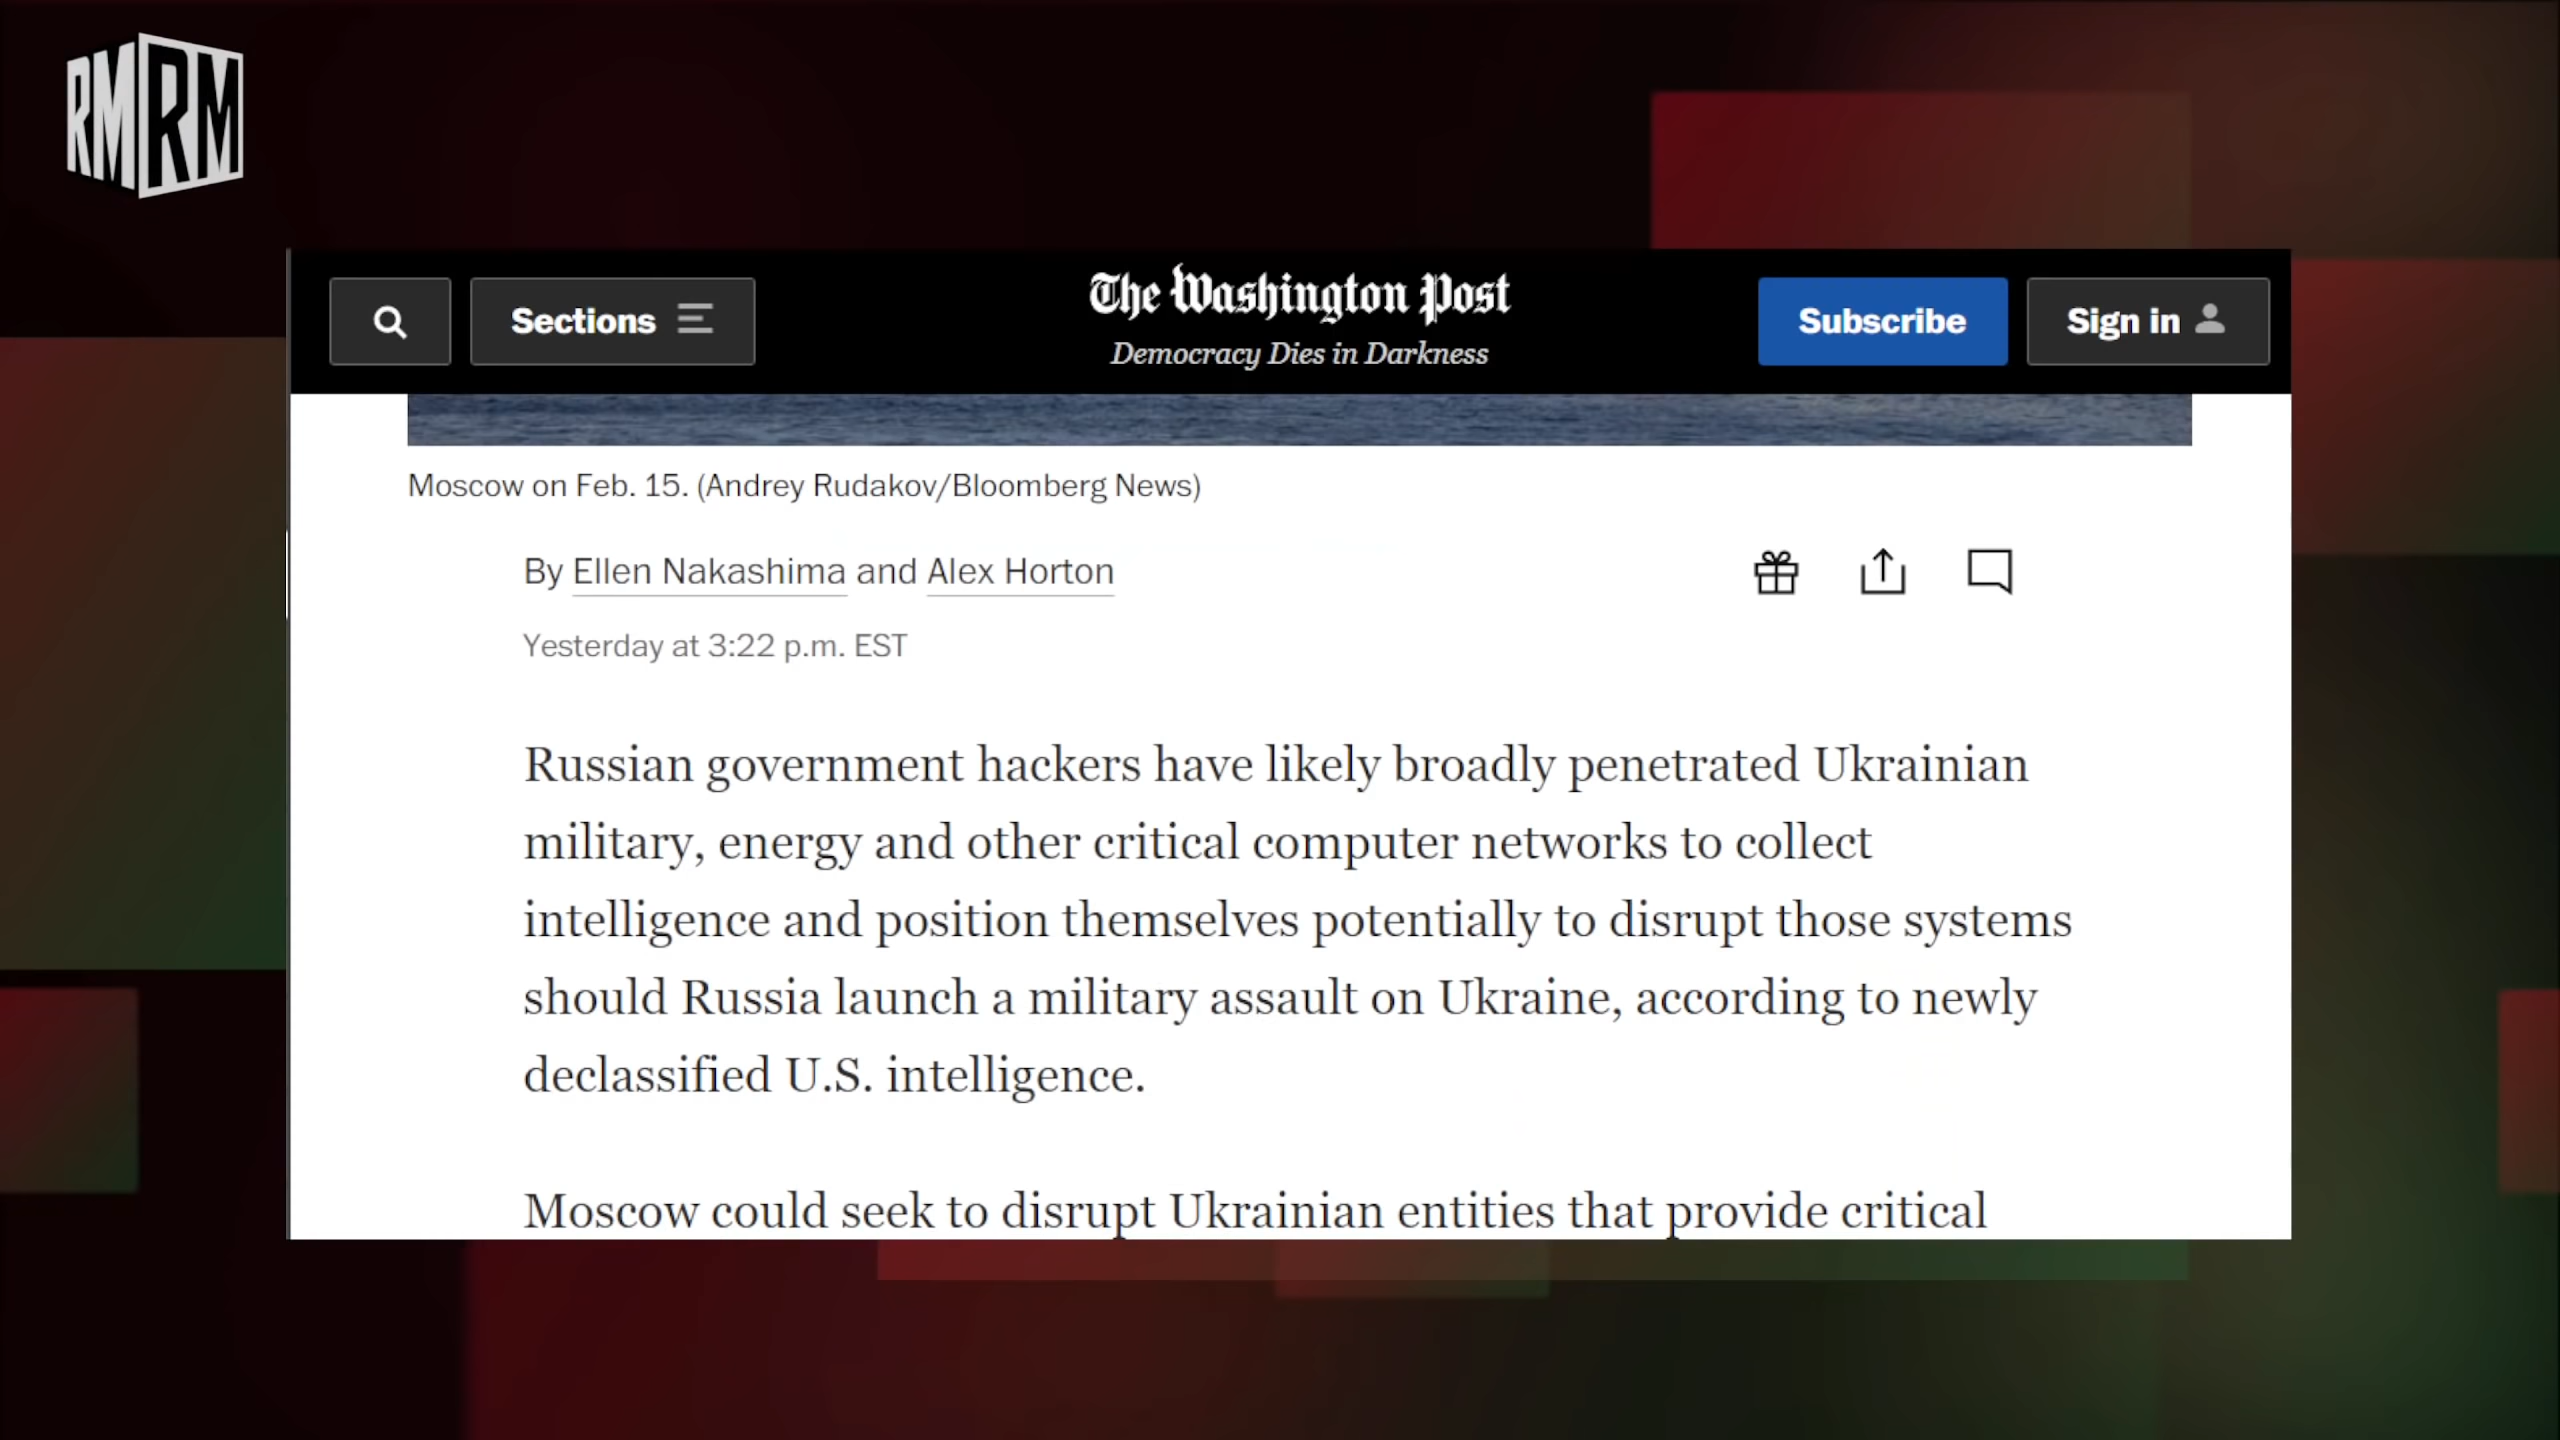 RMRM
Sections
The Washington Post
Democracy Dies in Darkness
Subscribe
Sign in
Moscow on Feb. 15. (Andrey Rudakov/Bloomberg News)
By Ellen Nakashima and Alex Horton
Yesterday at 3:22 p.m. EST
Russian government hackers have likely broadly penetrated Ukrainian
military, energy and other critical computer networks to collect
intelligence and position themselves potentially to disrupt those systems
should Russia launch a military assault on Ukraine, according to newly
declassified U.S. intelligence.
Moscow could seek to disrupt Ukrainian entities that provide critical